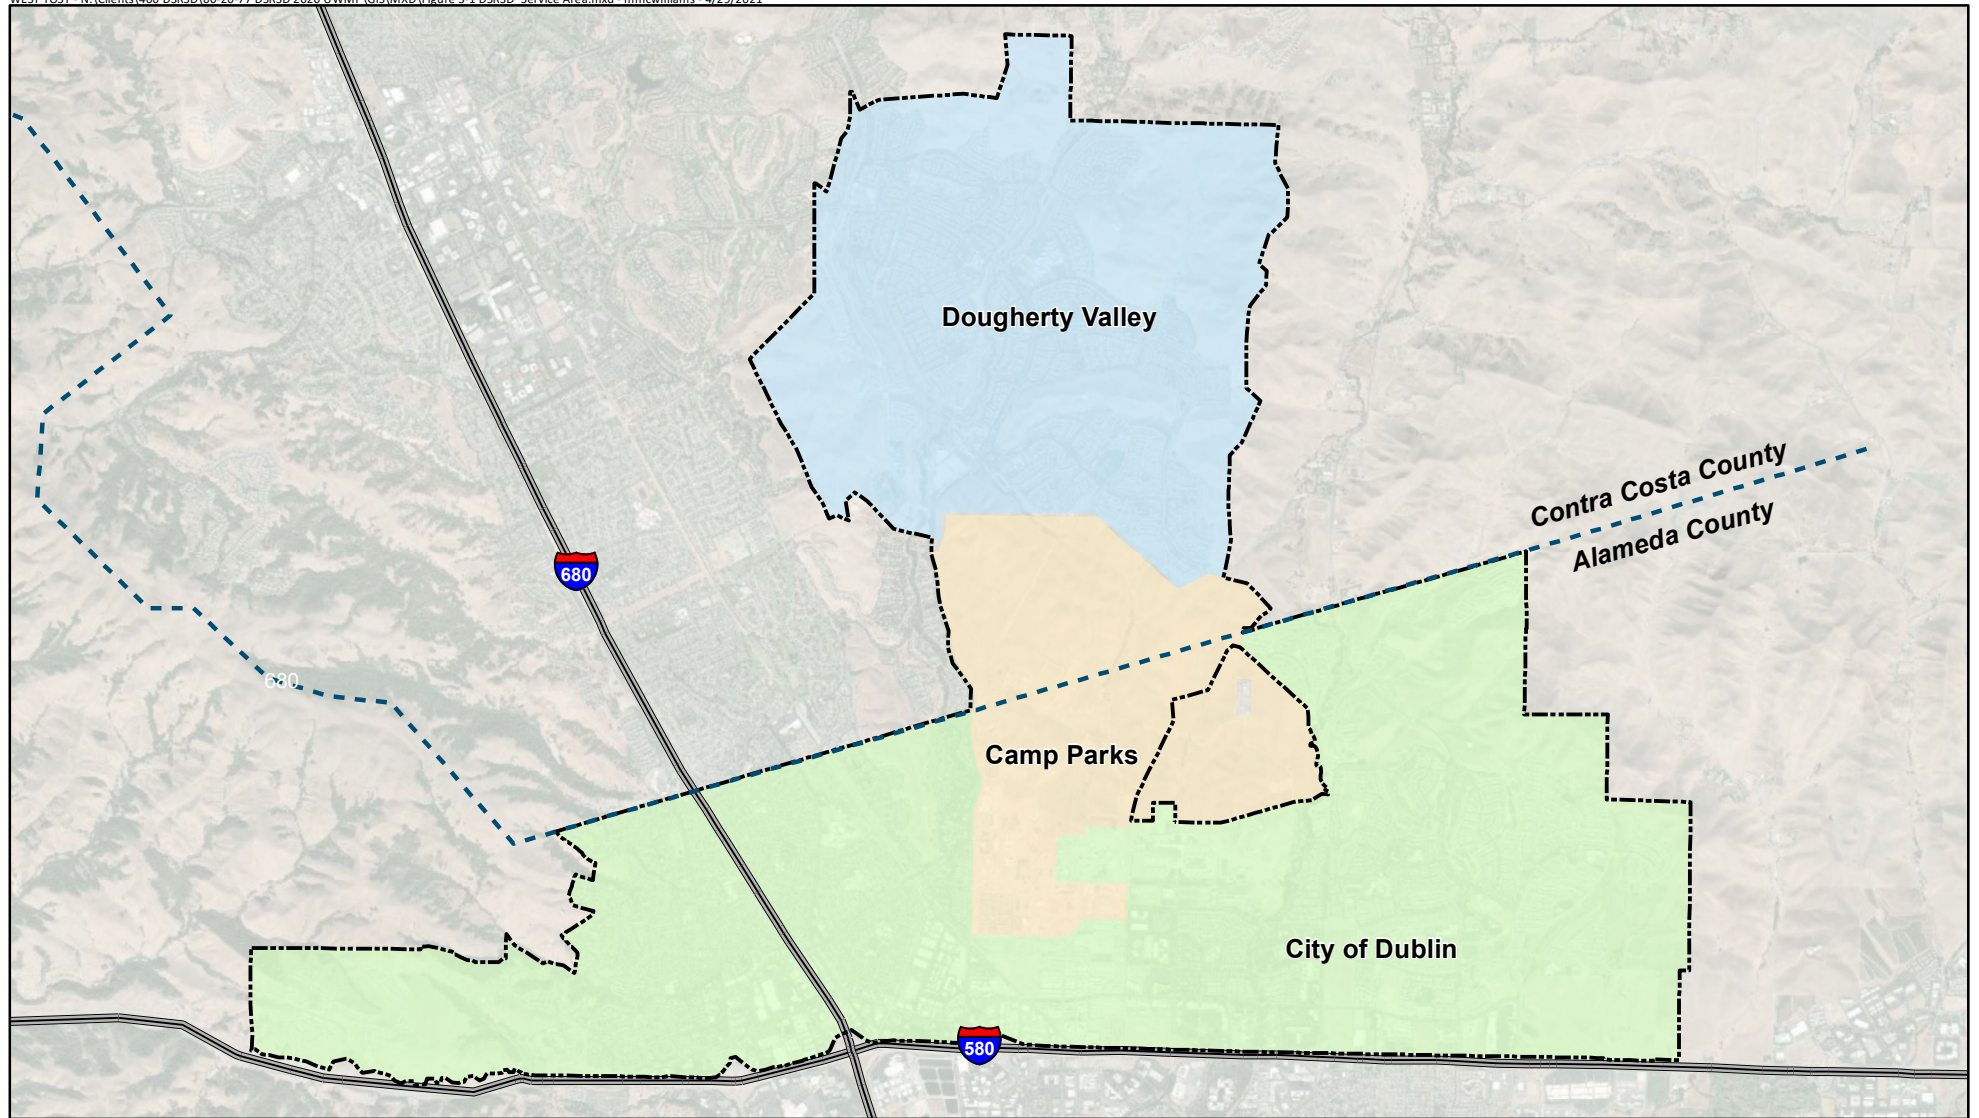 Dougherty Valley
Contra Costa County
Alameda County
680
680
Camp Parks
City of Dublin
580